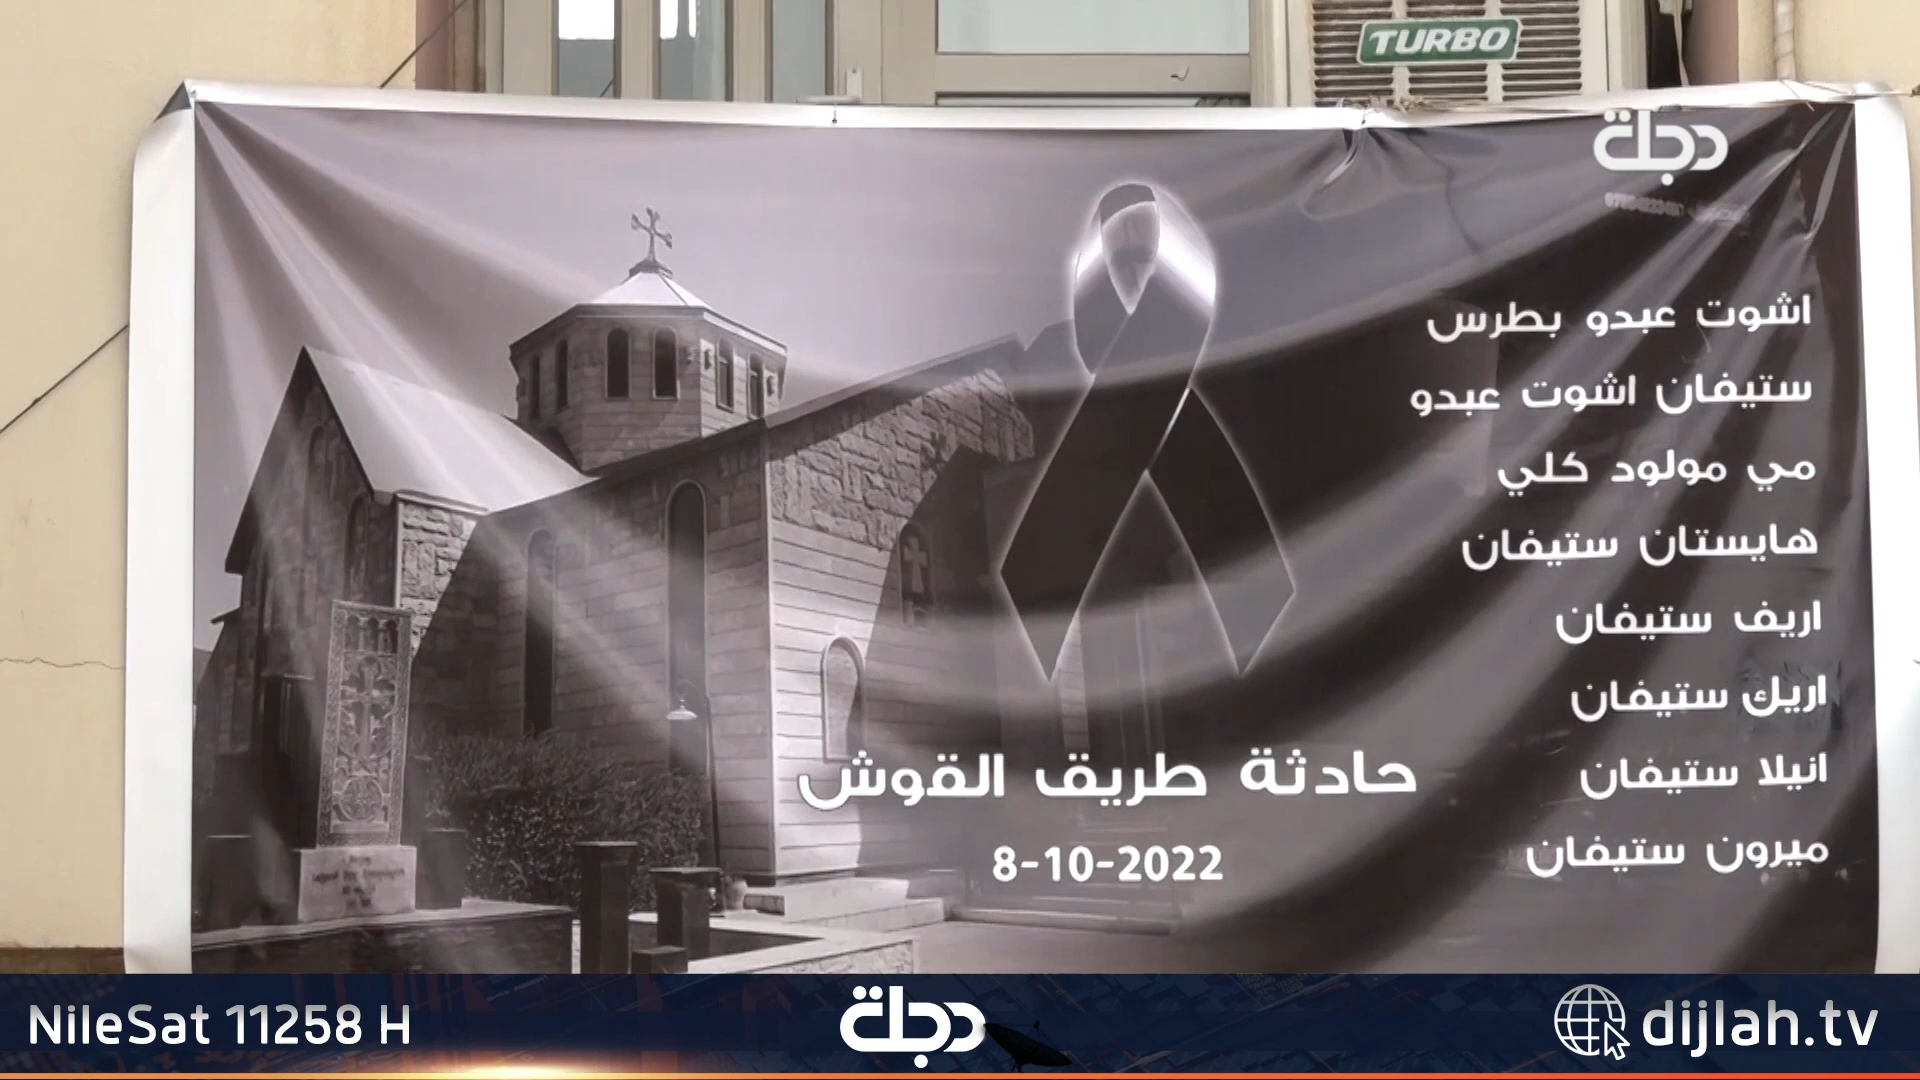 TURBO
دجلة
اشوت عبدو بطرس
ستيفان اشوت عبدو
مي مولود كلي
هايستان ستيفان
اريف ستيفان
اريك ستيفان
انيلا ستيفان
ميرون ستيفان
حادثة طريق القوش
8-10-2022
NileSat 11258 H
دجلة
dijlah.tv